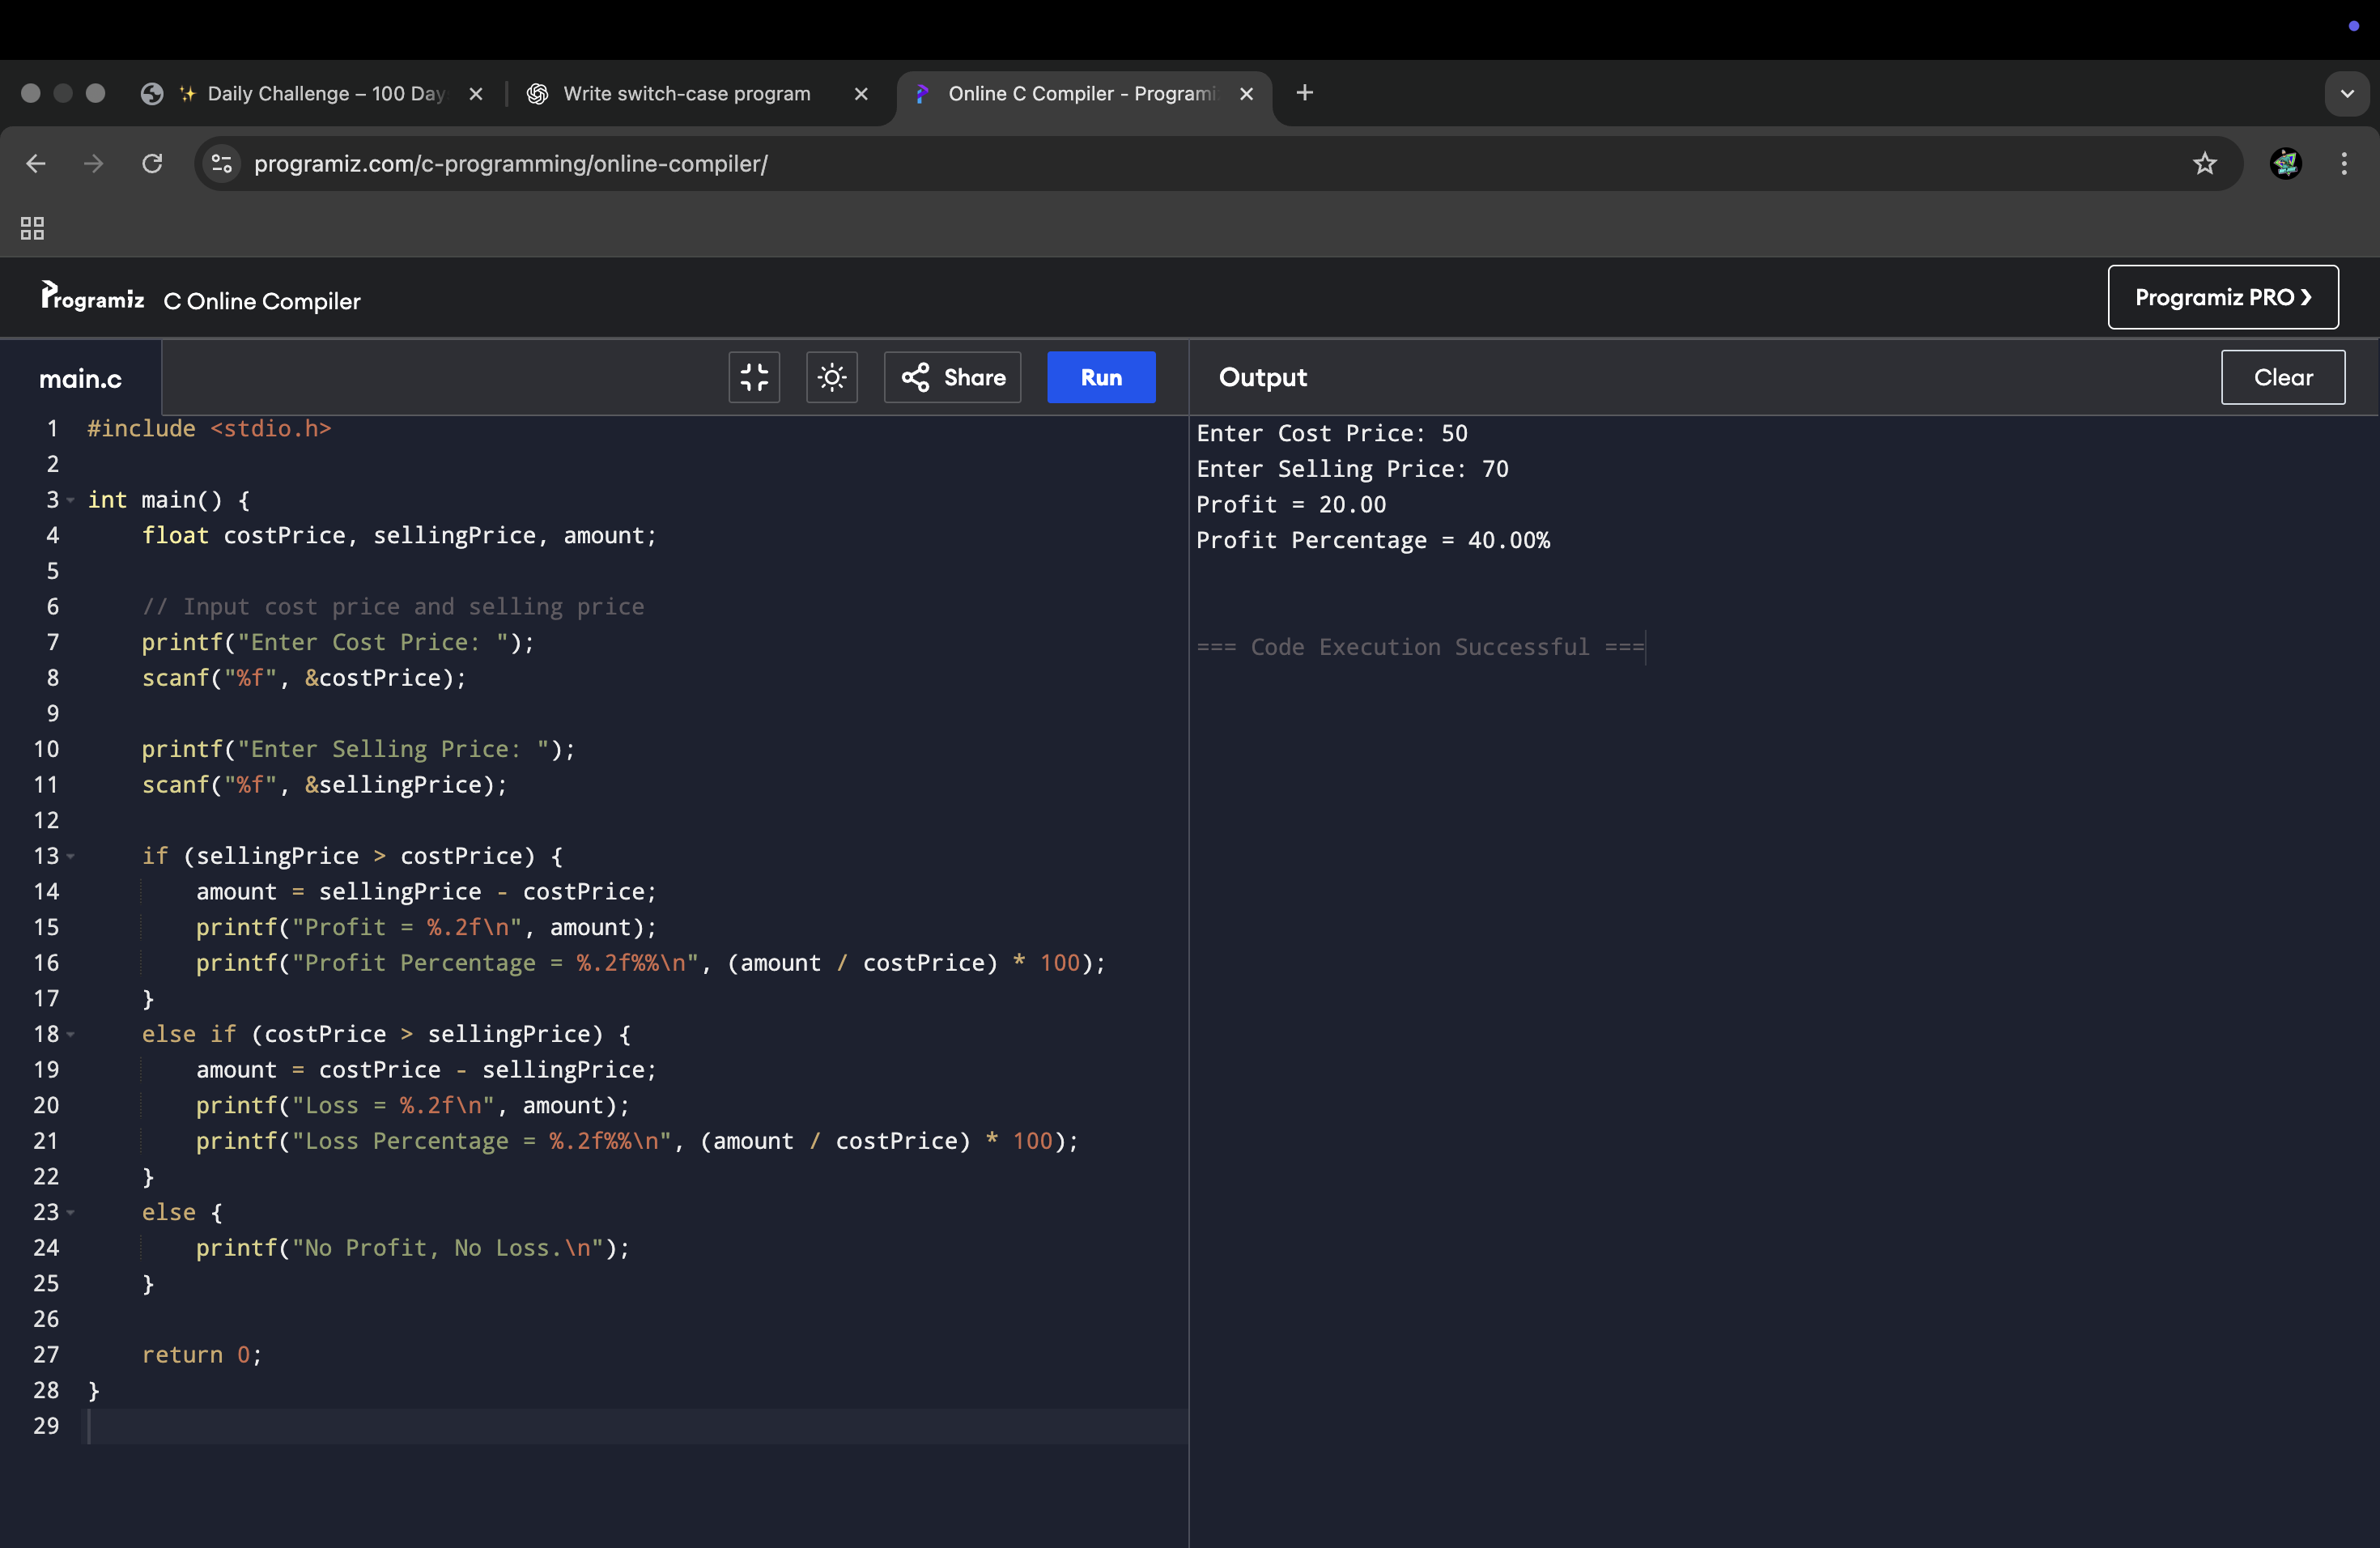 ✨ Daily Challenge – 100 Day
Write switch-case program
Online C Compiler - Programi
programiz.com/c-programming/online-compiler/
Programiz C Online Compiler
Programiz PRO ❯
main.c
Share
Run
Output
Clear
1 #include <stdio.h>
2
3 int main() {
4     float costPrice, sellingPrice, amount;
5
6     // Input cost price and selling price
7     printf("Enter Cost Price: ");
8     scanf("%f", &costPrice);
9
10     printf("Enter Selling Price: ");
11     scanf("%f", &sellingPrice);
12
13     if (sellingPrice > costPrice) {
14         amount = sellingPrice - costPrice;
15         printf("Profit = %.2f\n", amount);
16         printf("Profit Percentage = %.2f%%\n", (amount / costPrice) * 100);
17     }
18     else if (costPrice > sellingPrice) {
19         amount = costPrice - sellingPrice;
20         printf("Loss = %.2f\n", amount);
21         printf("Loss Percentage = %.2f%%\n", (amount / costPrice) * 100);
22     }
23     else {
24         printf("No Profit, No Loss.\n");
25     }
26
27     return 0;
28 }
29
Enter Cost Price: 50
Enter Selling Price: 70
Profit = 20.00
Profit Percentage = 40.00%
=== Code Execution Successful ===